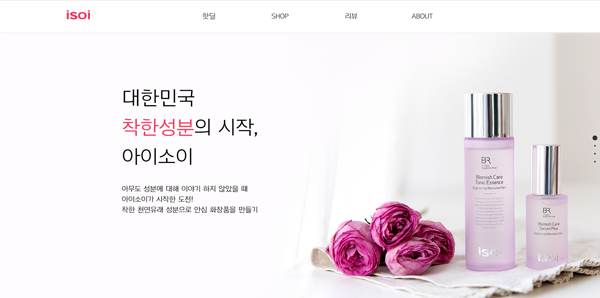 isoi
핫딜 SHOP 리뷰 ABOUT
대한민국
착한성분의 시작,
아이소이
아무도 성분에 대해 이야기 하지 않았을 때
아이소이가 시작한 도전!
착한 천연유래 성분으로 안심 화장품을 만들기
BR
Blemish Care
Tonic Essence
isoi
BR
Blemish Care
Serum Plus
isoi